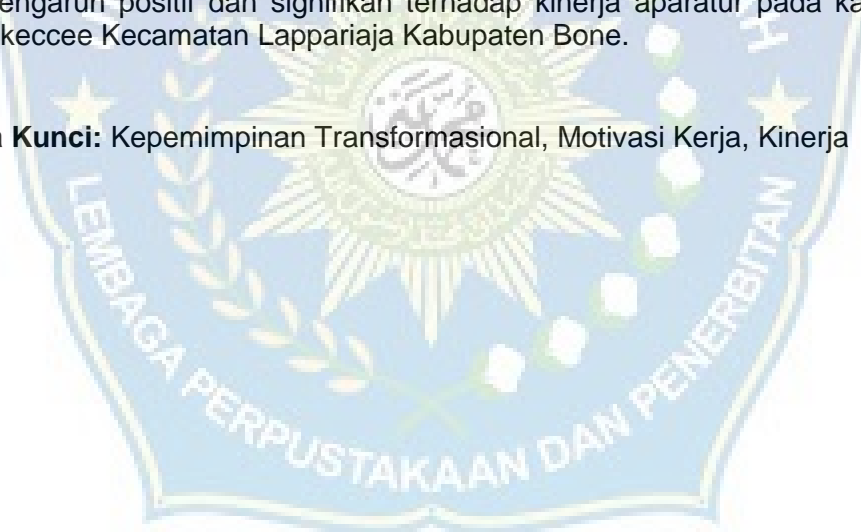 engaruh positif dan signifikan terhadap kinerja aparatur pada ka
keccee Kecamatan Lappariaja Kabupaten Bone.
Kunci: Kepemimpinan Transformasional, Motivasi Kerja, Kinerja
LEMBAGA PERPUSTAKAAN DAN PENERBITAN